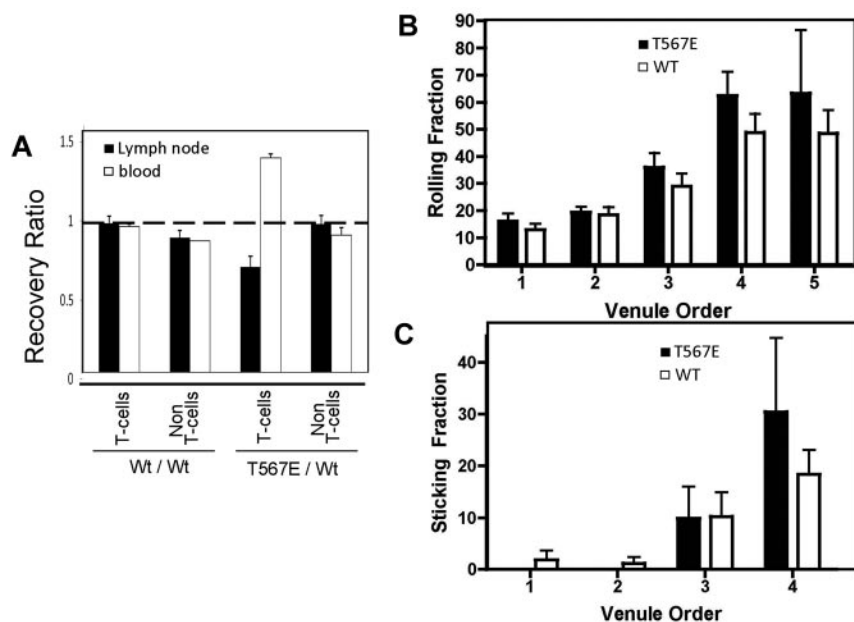 A
Recovery Ratio
1.5
1
0.5
0
Lymph node
blood
T-cells
Non
T-cells
T-cells
Non
T-cells
Wt / Wt
T567E / Wt
B
Rolling Fraction
90
80
70
60
50
40
30
20
10
0
T567E
WT
1 2 3 4 5
Venule Order
C
Sticking Fraction
40
30
20
10
0
T567E
WT
1 2 3 4
Venule Order